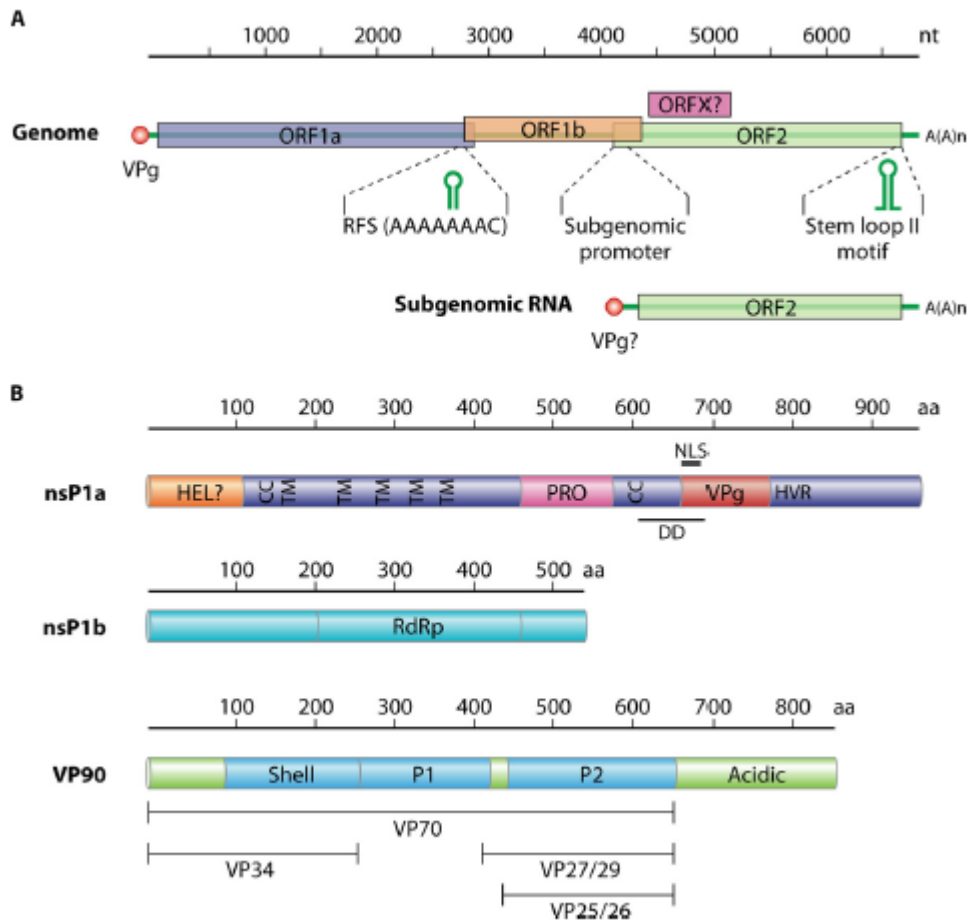 A
1000 2000 3000 4000 5000 6000 nt
ORFX?
Genome ORF1a ORF1b ORF2 A(A)n
VPg
RFS (AAAAAAAC) Subgenomic promoter Stem loop II motif
Subgenomic RNA ORF2 A(A)n
VPg?
B
100 200 300 400 500 600 700 800 900 aa
NLS
nsP1a HEL? CC TM TM TM TM TM PRO CC VPg HVR
DD
100 200 300 400 500 aa
nsP1b RdRp
100 200 300 400 500 600 700 800 aa
VP90 Shell P1 P2 Acidic
VP70
VP34 VP27/29
VP25/26